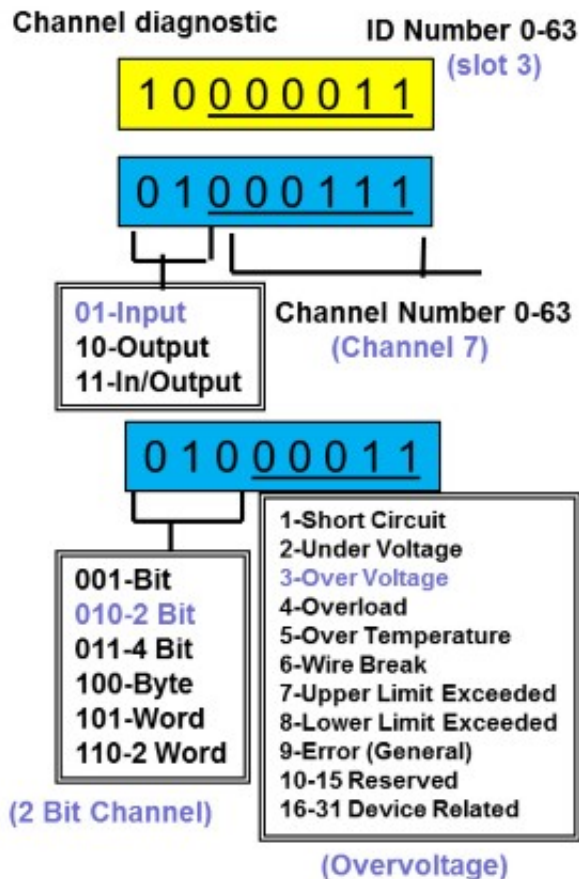 Channel diagnostic
ID Number 0-63
(slot 3)
1 0 0 0 0 0 1 1
0 1 0 0 0 1 1 1
01-Input
10-Output
11-In/Output
Channel Number 0-63
(Channel 7)
0 1 0 0 0 0 1 1
001-Bit
010-2 Bit
011-4 Bit
100-Byte
101-Word
110-2 Word
(2 Bit Channel)
1-Short Circuit
2-Under Voltage
3-Over Voltage
4-Overload
5-Over Temperature
6-Wire Break
7-Upper Limit Exceeded
8-Lower Limit Exceeded
9-Error (General)
10-15 Reserved
16-31 Device Related
(Overvoltage)